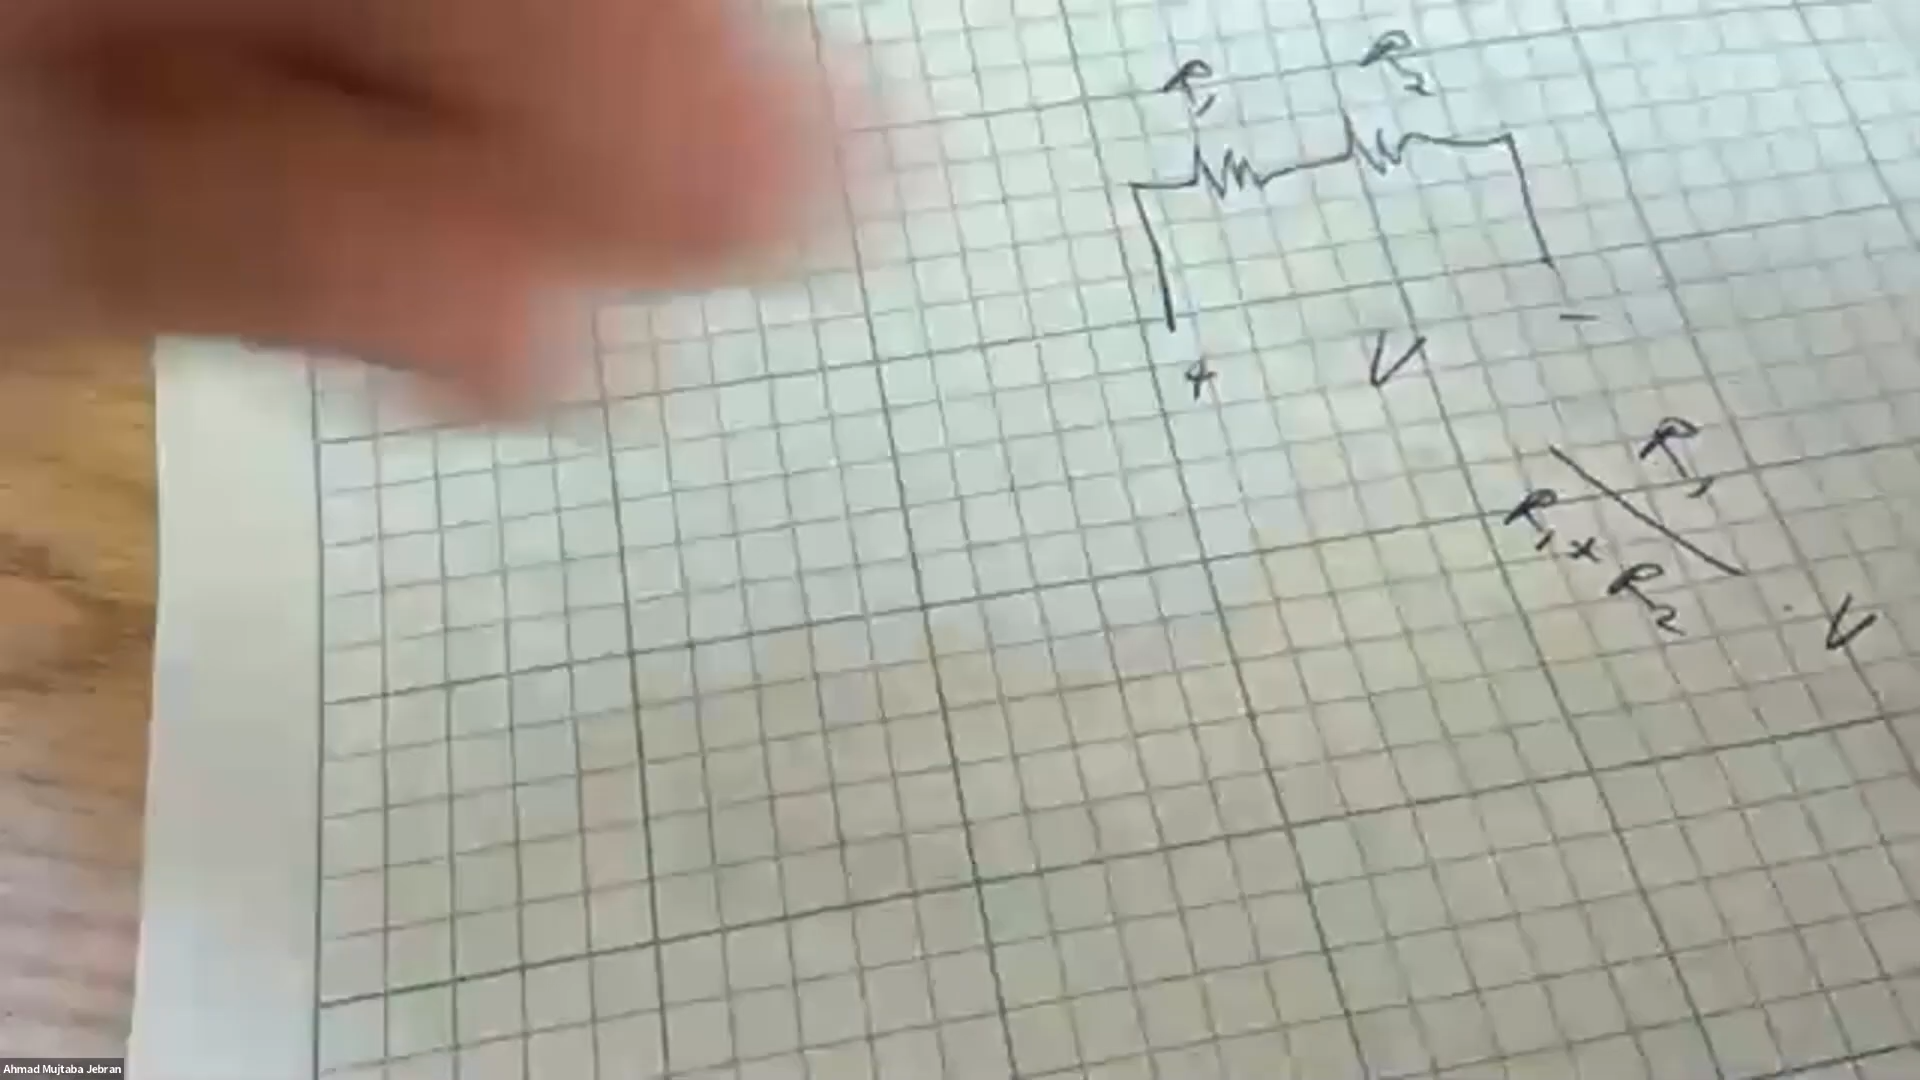 R₁ R₂
+ V -
R₁
R₁ + R₂ V
Ahmad Mujtaba Jebran